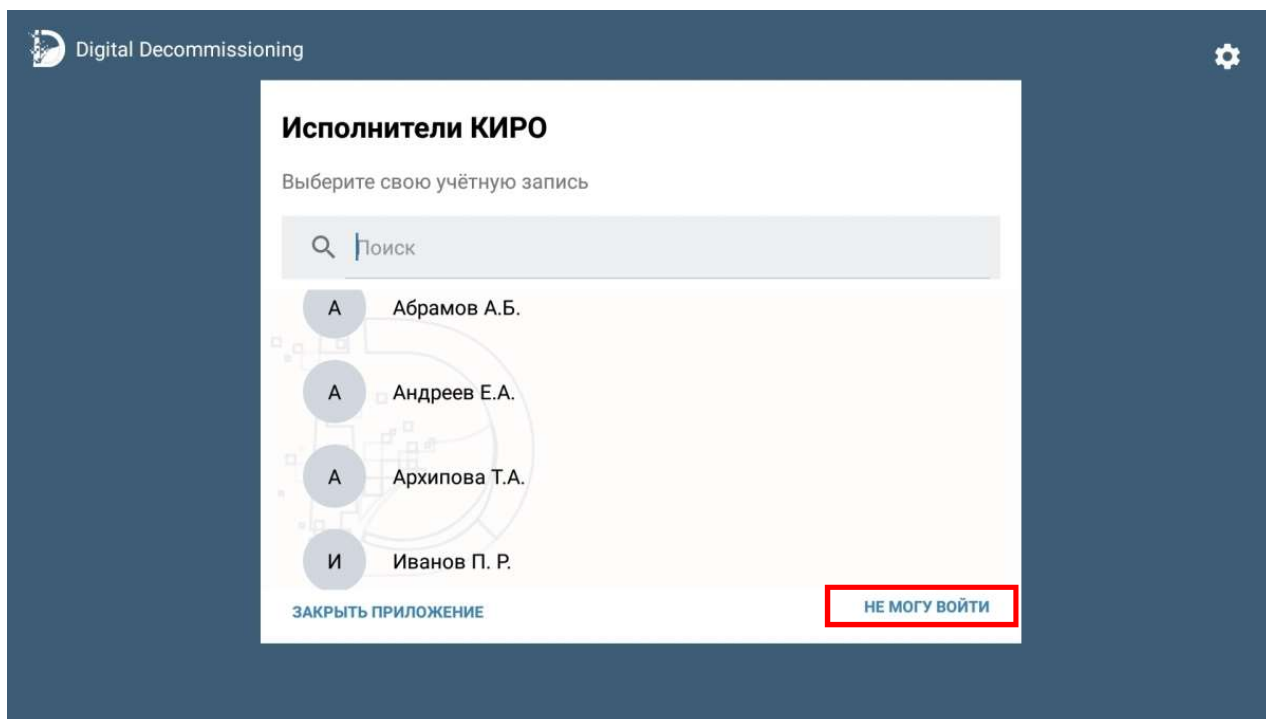 Digital Decommissioning
Исполнители КИРО
Выберите свою учётную запись
Поиск
А Абрамов А.Б.
А Андреев Е.А.
А Архипова Т.А.
И Иванов П. Р.
ЗАКРЫТЬ ПРИЛОЖЕНИЕ НЕ МОГУ ВОЙТИ